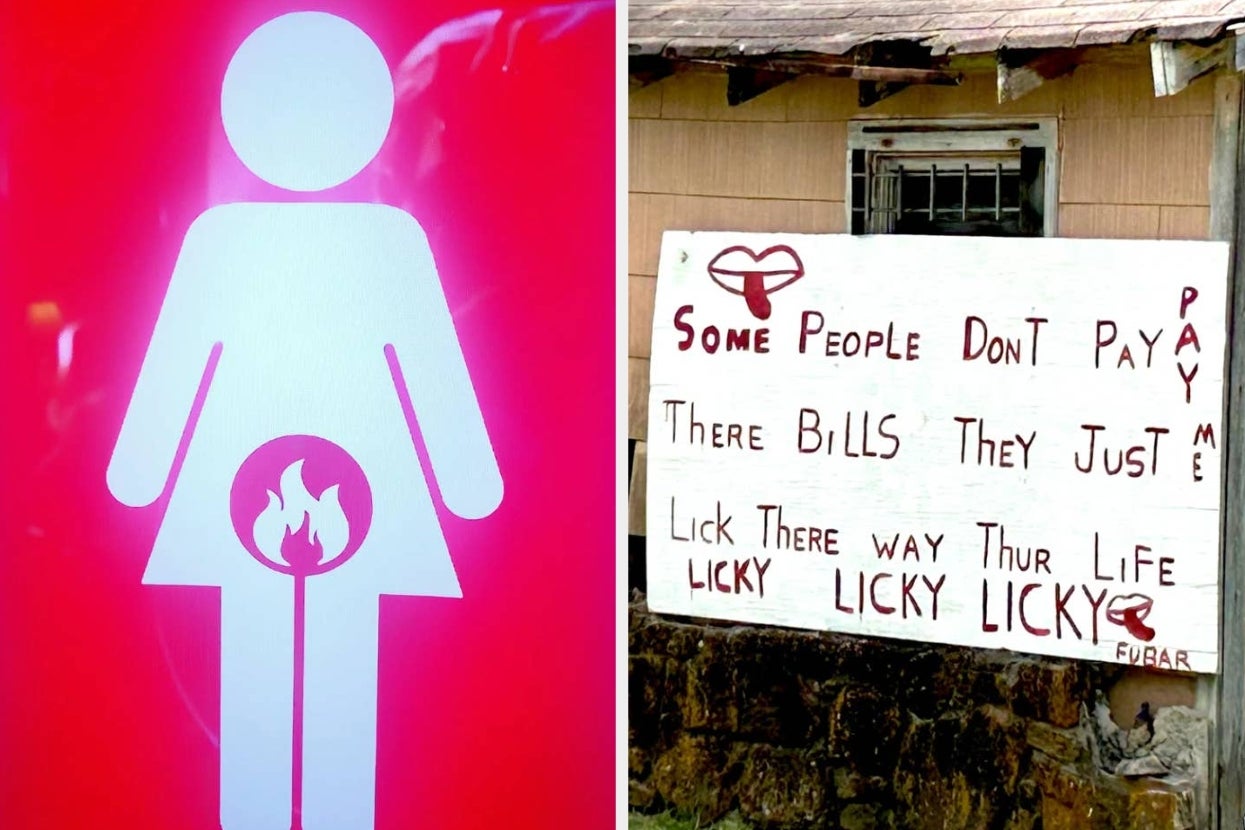 SOME PEOPLE DONT PAY
THERE BILLS THEY JUST
LICK THERE WAY THUR LIFE
LICKY LICKY LICKY
FUBAR
PAY
ME